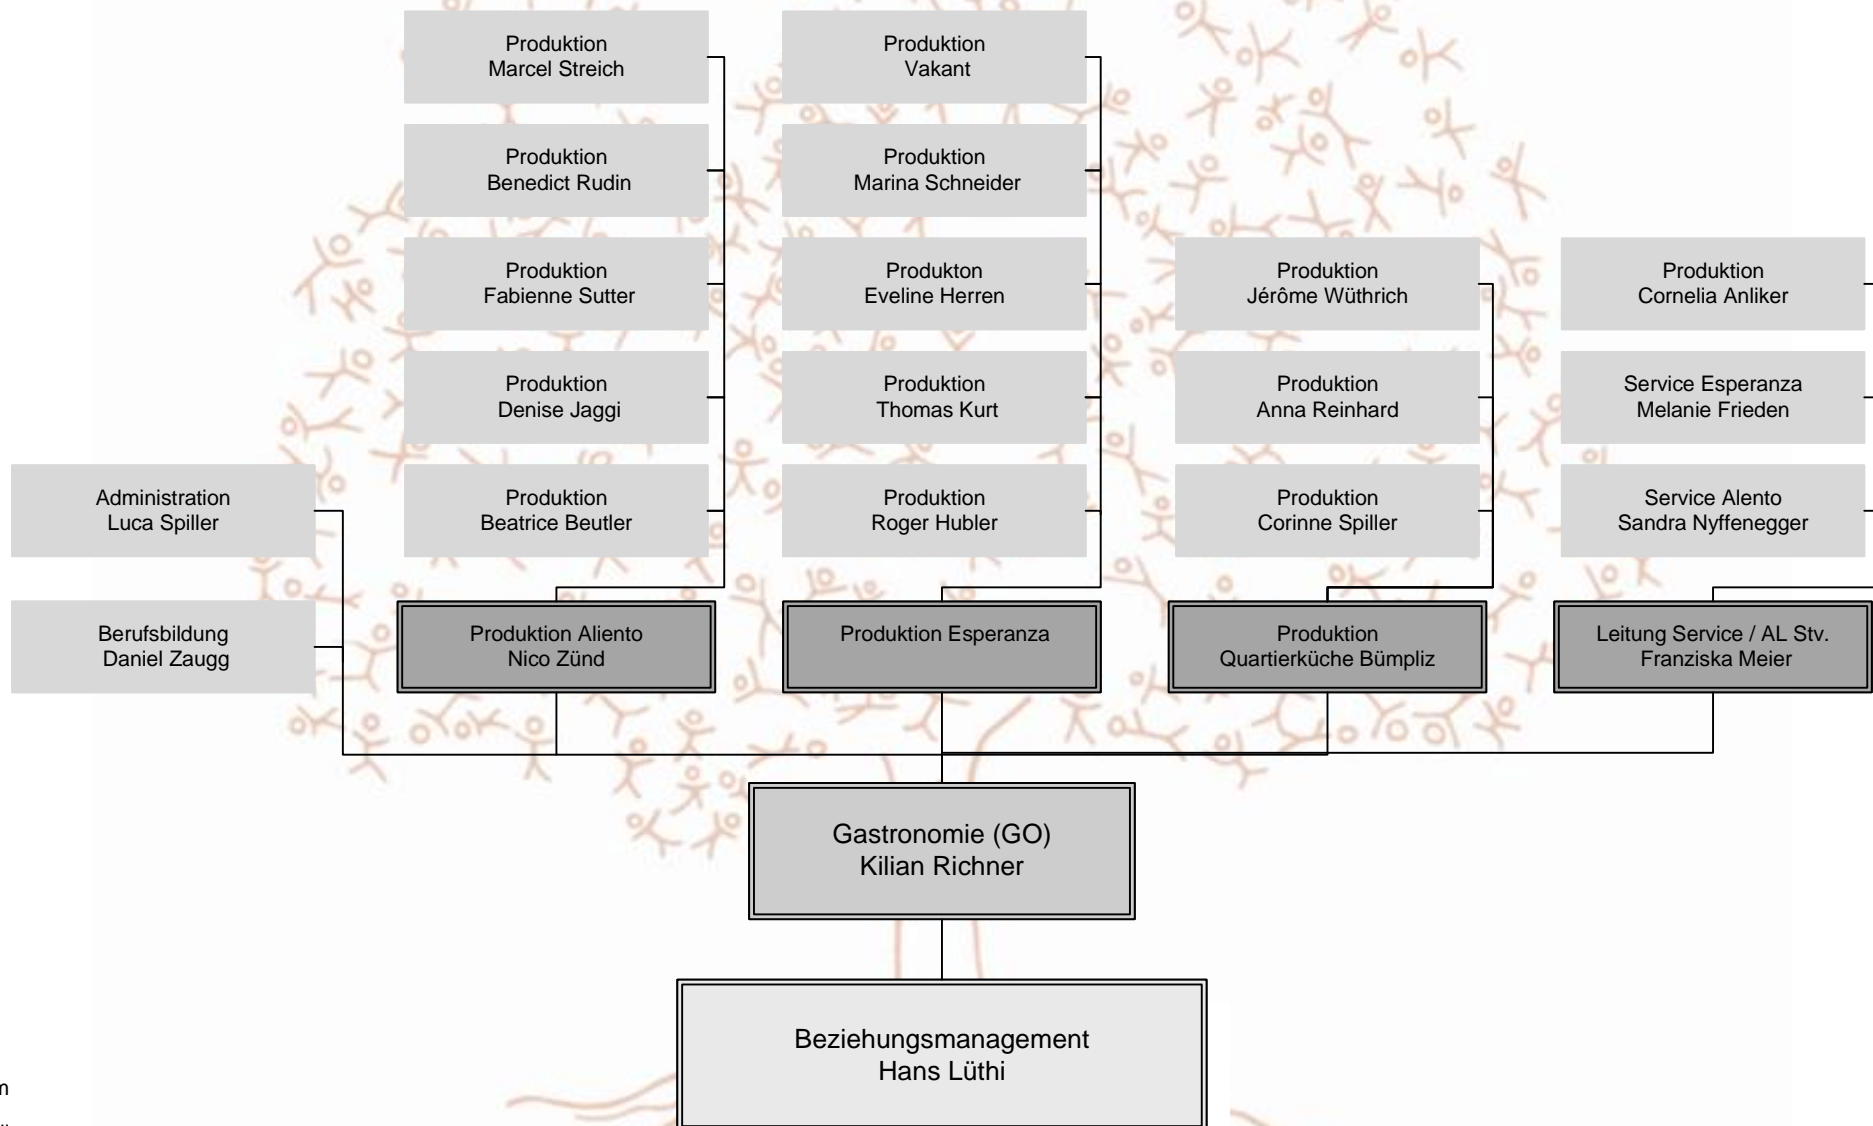 Produktion
Marcel Streich
Produktion
Vakant
Produktion
Benedict Rudin
Produktion
Marina Schneider
Produktion
Fabienne Sutter
Produkton
Eveline Herren
Produktion
Jérôme Wüthrich
Produktion
Cornelia Anliker
Produktion
Denise Jaggi
Produktion
Thomas Kurt
Produktion
Anna Reinhard
Service Esperanza
Melanie Frieden
Administration
Luca Spiller
Produktion
Beatrice Beutler
Produktion
Roger Hubler
Produktion
Corinne Spiller
Service Alento
Sandra Nyffenegger
Berufsbildung
Daniel Zaugg
Produktion Aliento
Nico Zünd
Produktion Esperanza
Produktion
Quartierküche Bümpliz
Leitung Service / AL Stv.
Franziska Meier
Gastronomie (GO)
Kilian Richner
Beziehungsmanagement
Hans Lüthi